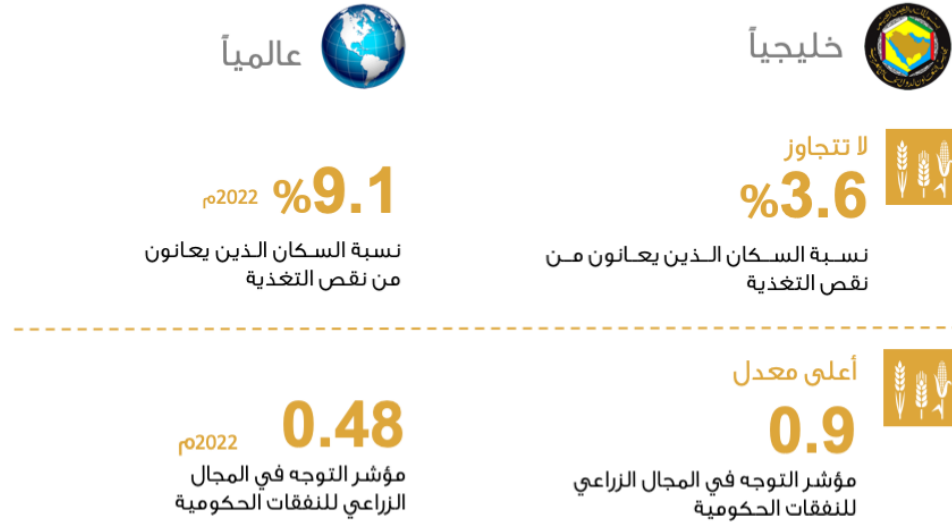 خليجياً
عالمياً
لا تتجاوز
%3.6
نسبة السكان الذين يعانون من
نقص التغذية
%9.1 2022م
نسبة السكان الذين يعانون
من نقص التغذية
أعلى معدل
0.9
مؤشر التوجه في المجال الزراعي
للنفقات الحكومية
0.48 2022م
مؤشر التوجه في المجال
الزراعي للنفقات الحكومية